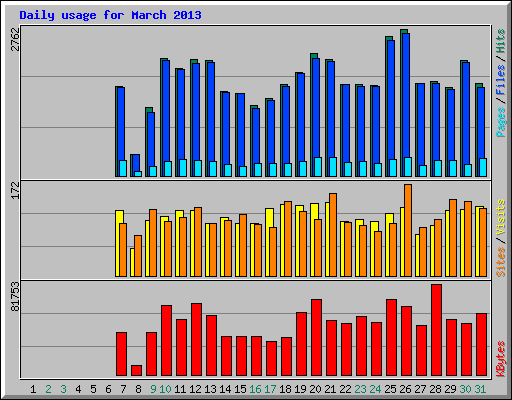 Daily usage for March 2013
2762
Pages / Files / Hits
172
Sites / Visits
81753
KBytes
1 2 3 4 5 6 7 8 9 10 11 12 13 14 15 16 17 18 19 20 21 22 23 24 25 26 27 28 29 30 31